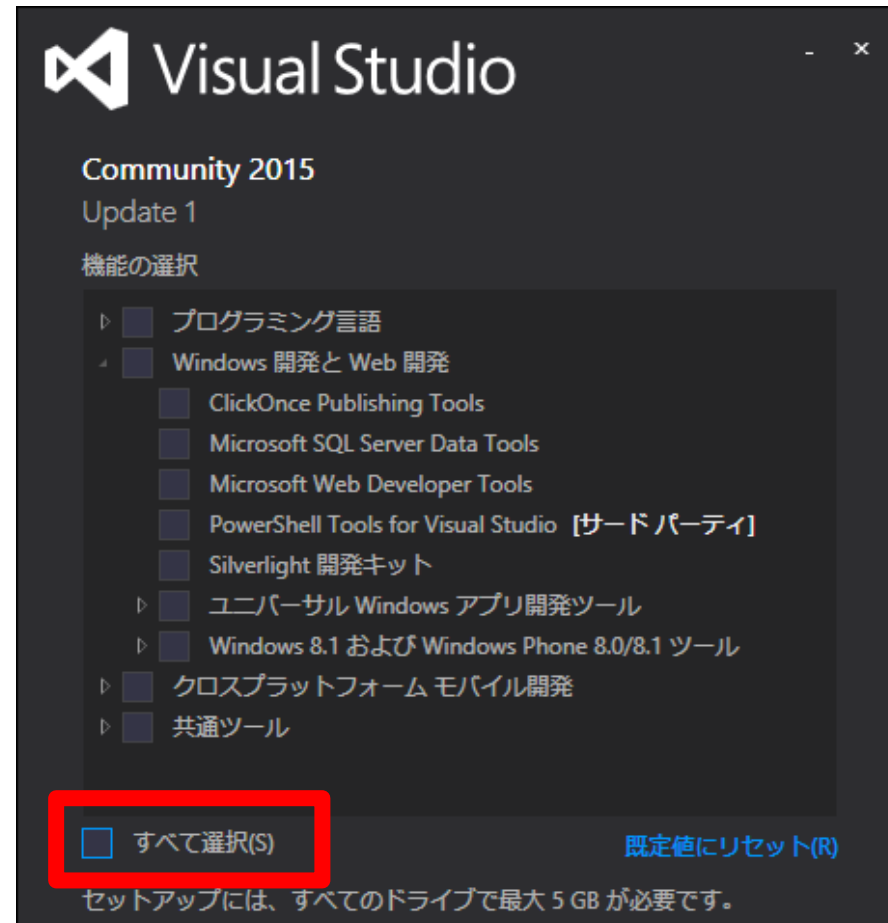 Visual Studio
Community 2015
Update 1
機能の選択
プログラミング言語
Windows 開発と Web 開発
ClickOnce Publishing Tools
Microsoft SQL Server Data Tools
Microsoft Web Developer Tools
PowerShell Tools for Visual Studio [サード パーティ]
Silverlight 開発キット
ユニバーサル Windows アプリ開発ツール
Windows 8.1 および Windows Phone 8.0/8.1 ツール
クロスプラットフォーム モバイル開発
共通ツール
すべて選択(S) 既定値にリセット(R)
セットアップには、すべてのドライブで最大 5 GB が必要です。